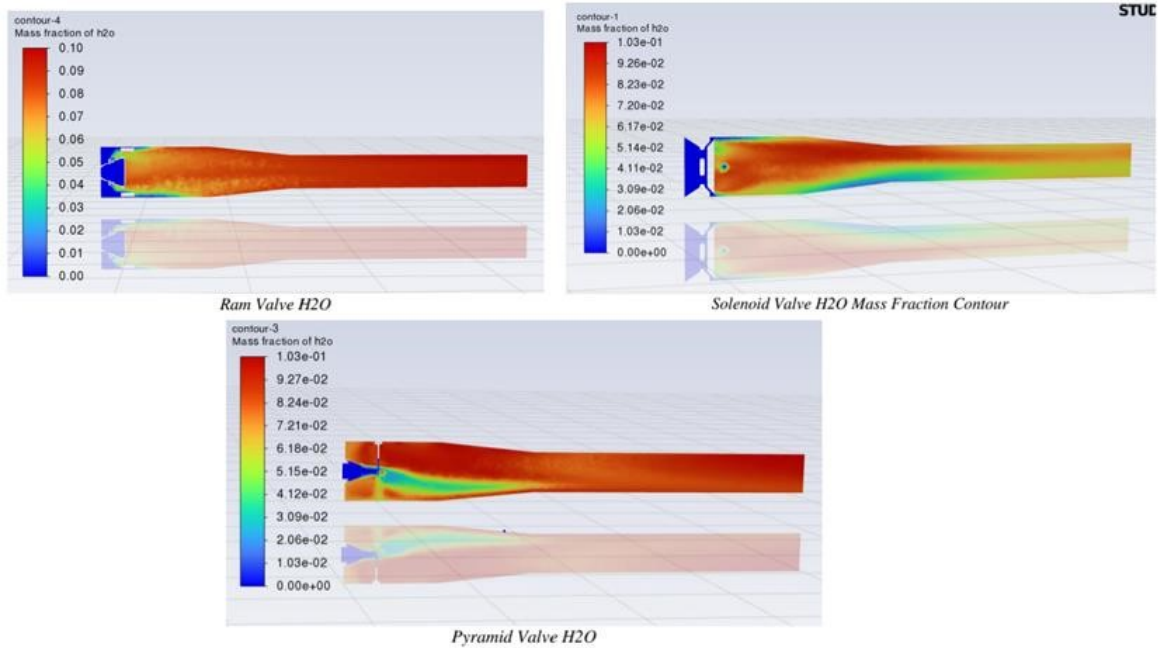 contour-4
Mass fraction of h2o
0.10
0.09
0.08
0.07
0.06
0.05
0.04
0.03
0.02
0.01
0.00
Ram Valve H2O
STUD
contour-1
Mass fraction of h2o
1.03e-01
9.26e-02
8.23e-02
7.20e-02
6.17e-02
5.14e-02
4.11e-02
3.09e-02
2.06e-02
1.03e-02
0.00e+00
Solenoid Valve H2O Mass Fraction Contour
contour-3
Mass fraction of h2o
1.03e-01
9.27e-02
8.24e-02
7.21e-02
6.18e-02
5.15e-02
4.12e-02
3.09e-02
2.06e-02
1.03e-02
0.00e+00
Pyramid Valve H2O